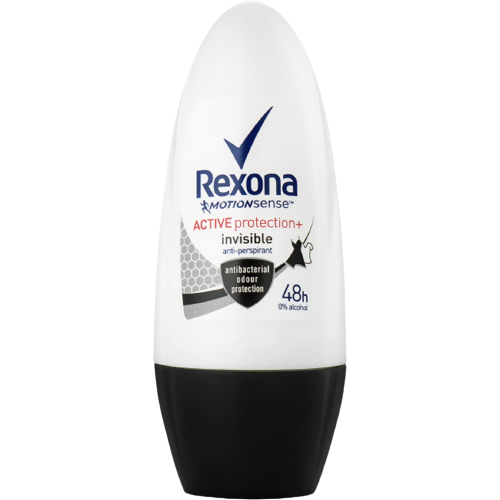 Rexona
MOTIONsense™
ACTIVE protection+
invisible
anti-perspirant
antibacterial
odour
protection
48h
0% alcohol